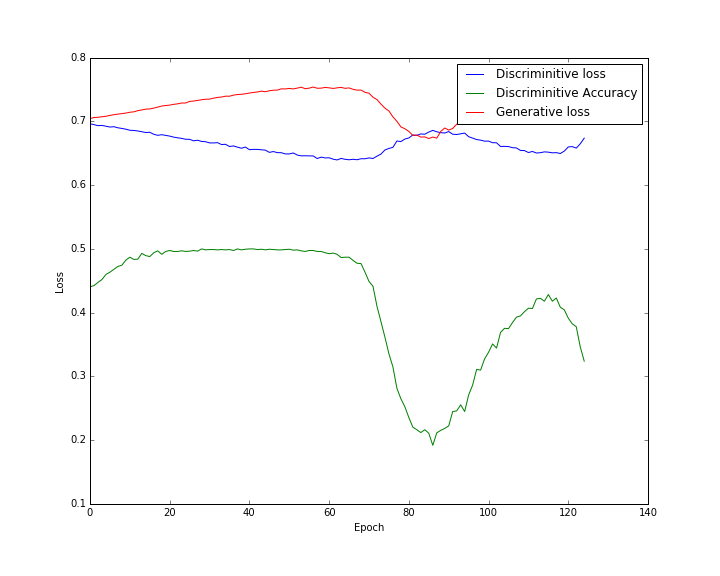 0.8
0.7
0.6
0.5
0.4
0.3
0.2
0.1
Loss
Discriminitive loss
Discriminitive Accuracy
Generative loss
0 20 40 60 80 100 120 140
Epoch